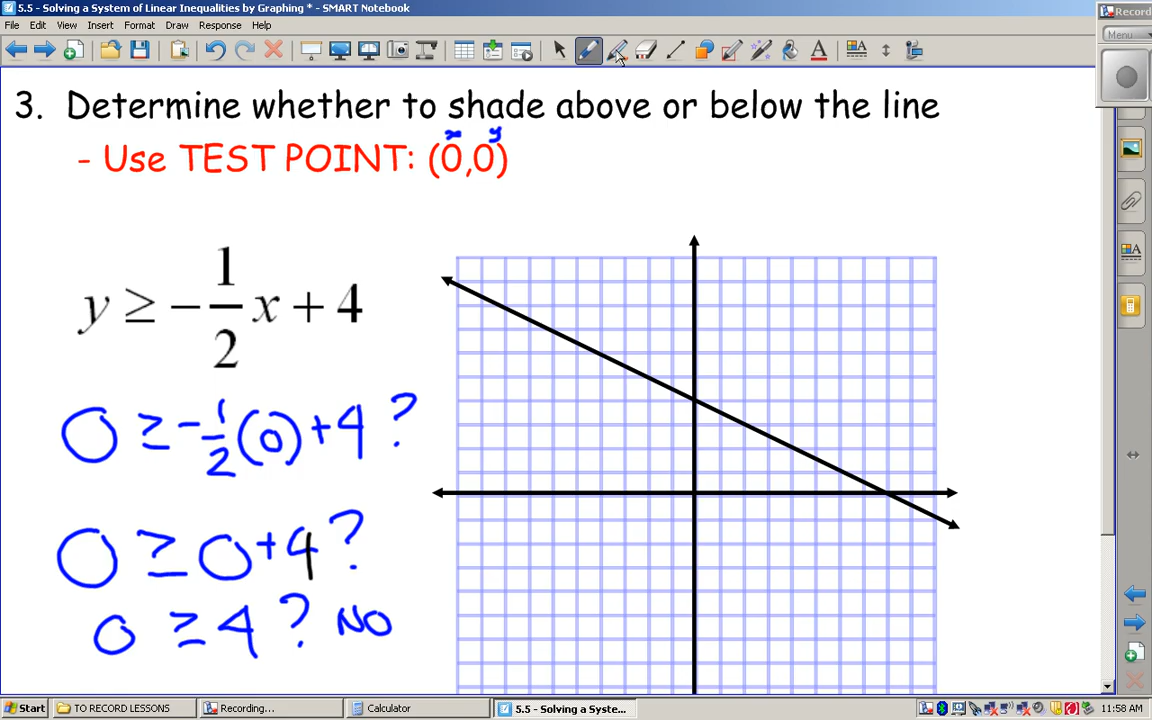 5.5 - Solving a System of Linear Inequalities by Graphing * - SMART Notebook
Record
File Edit View Insert Format Draw Response Help
Menu
3. Determine whether to shade above or below the line
x y
- Use TEST POINT: (0,0)
y ≥ -1/2 x + 4
0 ≥ -1/2 (0) + 4 ?
0 ≥ 0 + 4 ?
0 ≥ 4 ? NO
Start TO RECORD LESSONS Recording... Calculator 5.5 - Solving a Syste... 11:58 AM